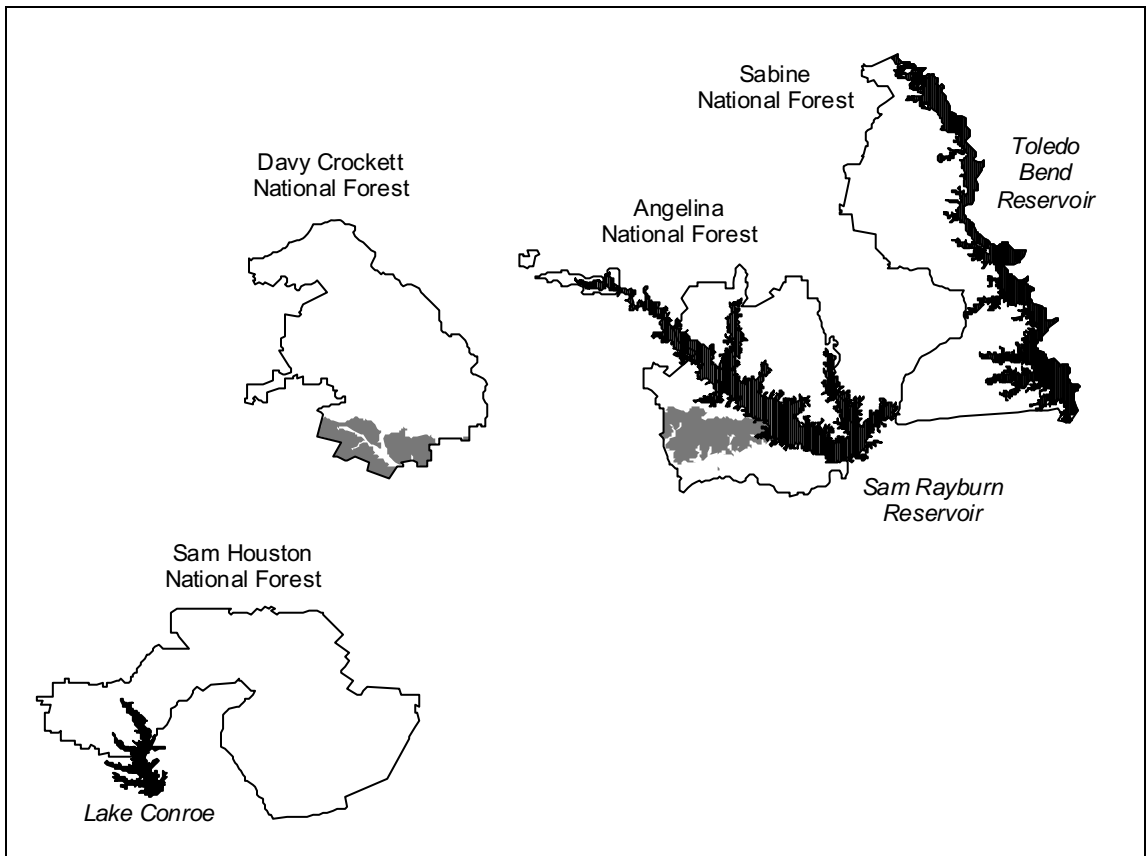 Sabine
National Forest
Toledo
Bend
Reservoir
Davy Crockett
National Forest
Angelina
National Forest
Sam Rayburn
Reservoir
Sam Houston
National Forest
Lake Conroe